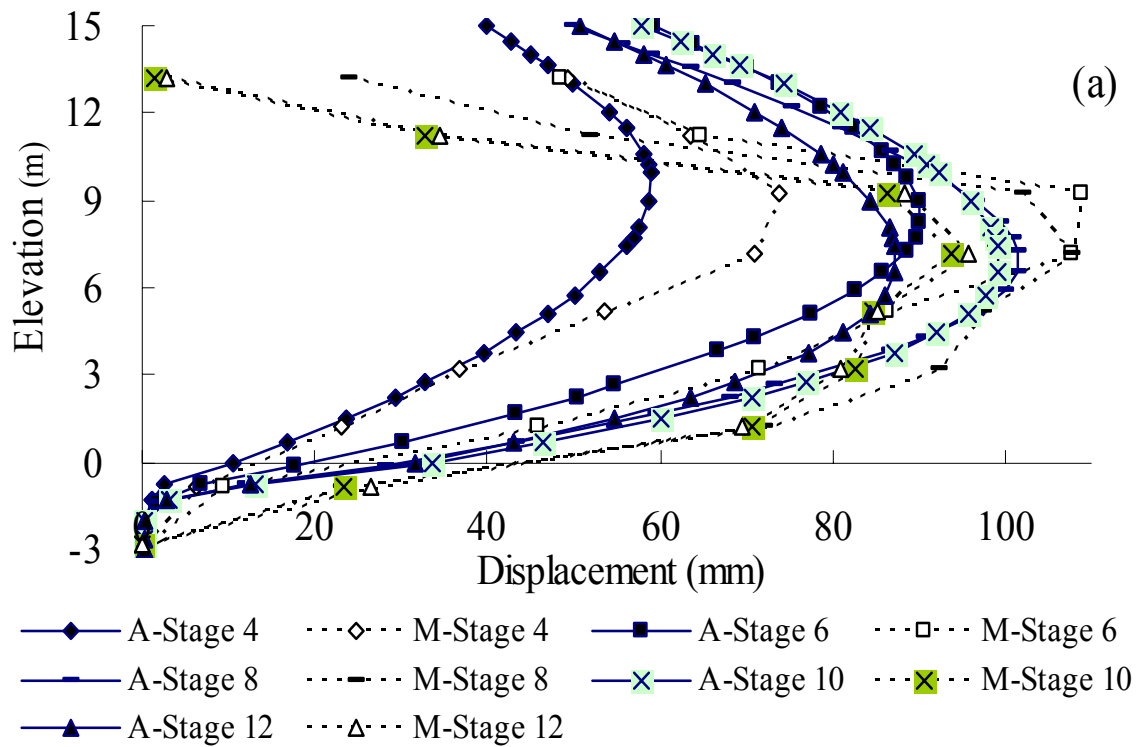 15
(a)
12
9
6
3
0
-3
Elevation (m)
20 40 60 80 100
Displacement (mm)
A-Stage 4 M-Stage 4 A-Stage 6 M-Stage 6
A-Stage 8 M-Stage 8 A-Stage 10 M-Stage 10
A-Stage 12 M-Stage 12